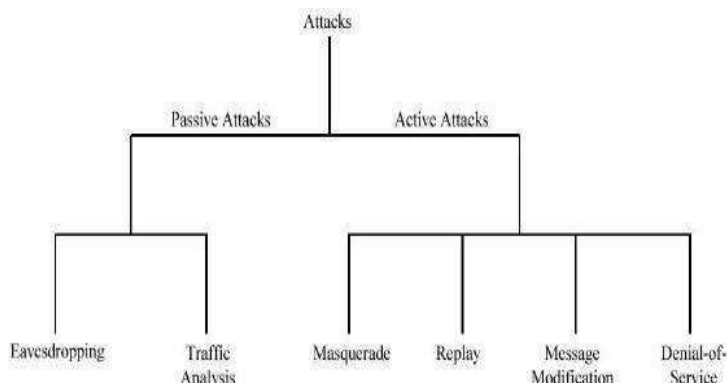 Attacks
Passive Attacks
Active Attacks
Eavesdropping
Traffic
Analysis
Masquerade
Replay
Message
Modification
Denial-of-
Service